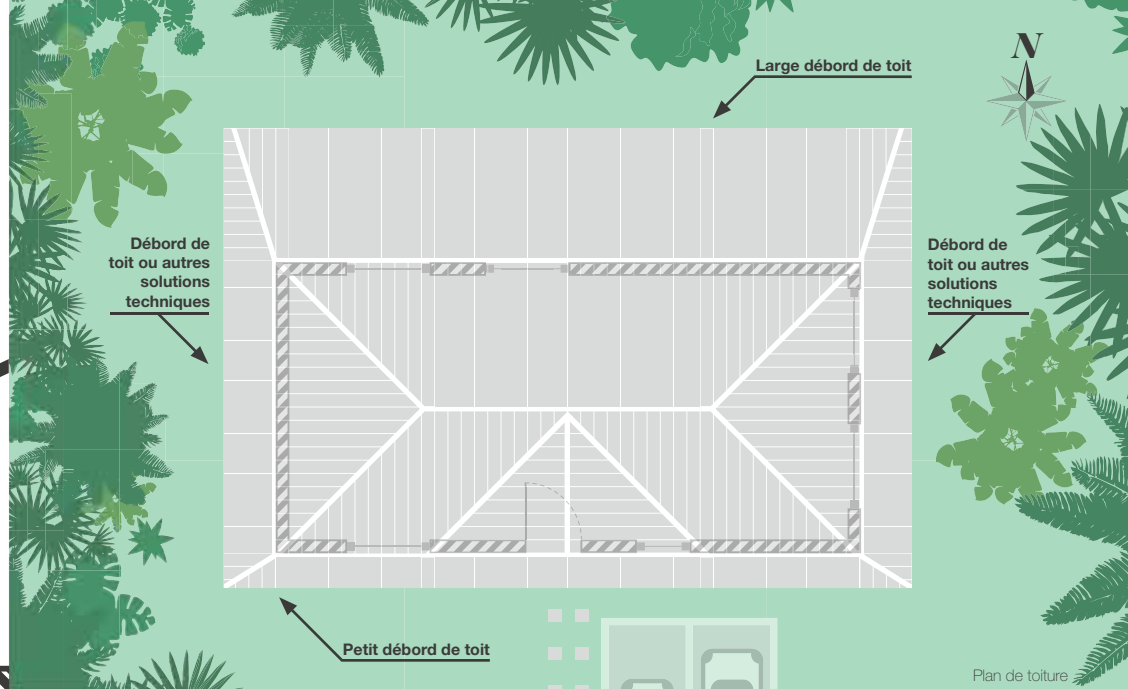 Large débord de toit
N
Débord de
toit ou autres
solutions
techniques
Débord de
toit ou autres
solutions
techniques
Petit débord de toit
Plan de toiture